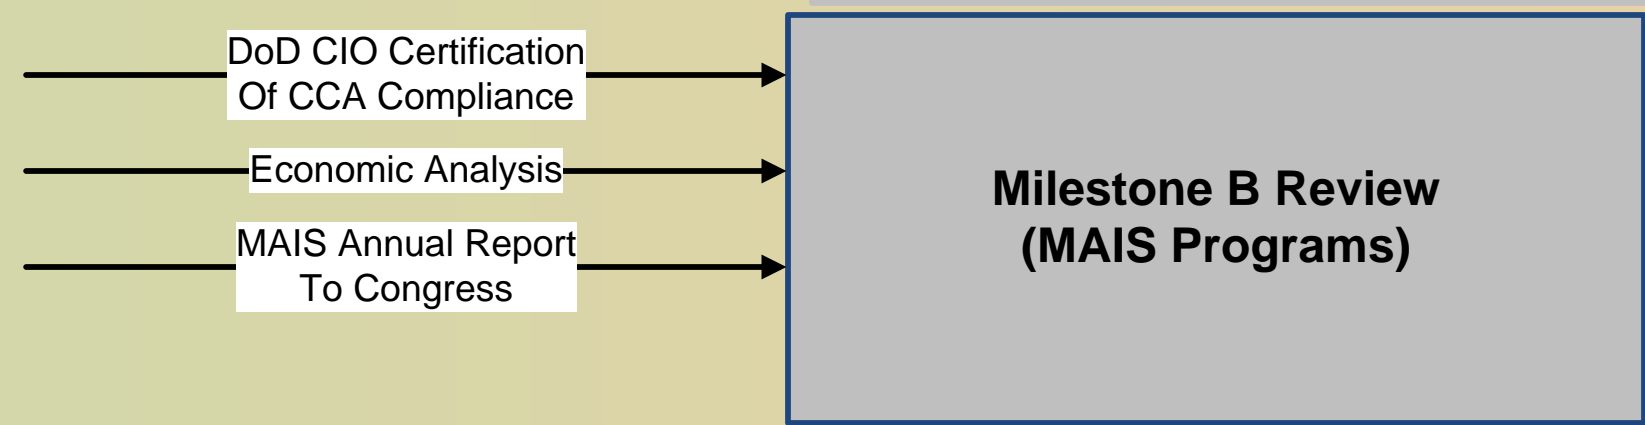 DoD CIO Certification
Of CCA Compliance
Economic Analysis
MAIS Annual Report
To Congress
Milestone B Review
(MAIS Programs)